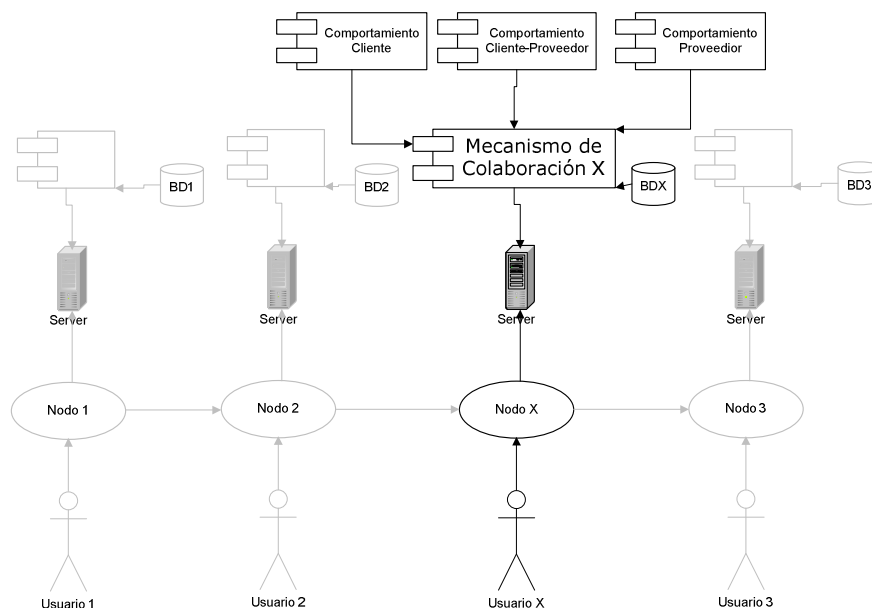 Comportamiento
Cliente
Comportamiento
Cliente-Proveedor
Comportamiento
Proveedior
Mecanismo de
Colaboración X
BD1
BD2
BDX
BD3
Server
Server
Server
Server
Nodo 1
Nodo 2
Nodo X
Nodo 3
Usuario 1
Usuario 2
Usuario X
Usuario 3